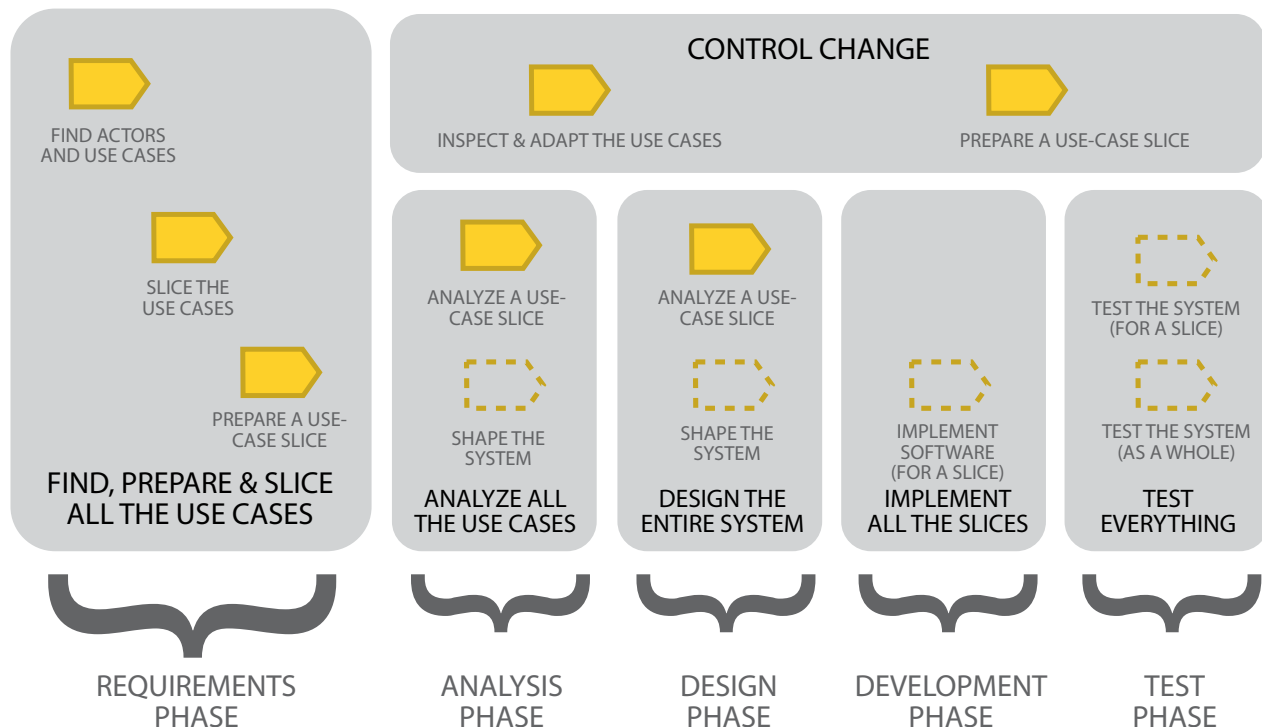 FIND ACTORS
AND USE CASES
SLICE THE
USE CASES
PREPARE A USE-
CASE SLICE
FIND, PREPARE & SLICE
ALL THE USE CASES
CONTROL CHANGE
INSPECT & ADAPT THE USE CASES
PREPARE A USE-CASE SLICE
ANALYZE A USE-
CASE SLICE
SHAPE THE
SYSTEM
ANALYZE ALL
THE USE CASES
ANALYZE A USE-
CASE SLICE
SHAPE THE
SYSTEM
DESIGN THE
ENTIRE SYSTEM
IMPLEMENT
SOFTWARE
(FOR A SLICE)
IMPLEMENT
ALL THE SLICES
TEST THE SYSTEM
(FOR A SLICE)
TEST THE SYSTEM
(AS A WHOLE)
TEST
EVERYTHING
REQUIREMENTS
PHASE
ANALYSIS
PHASE
DESIGN
PHASE
DEVELOPMENT
PHASE
TEST
PHASE